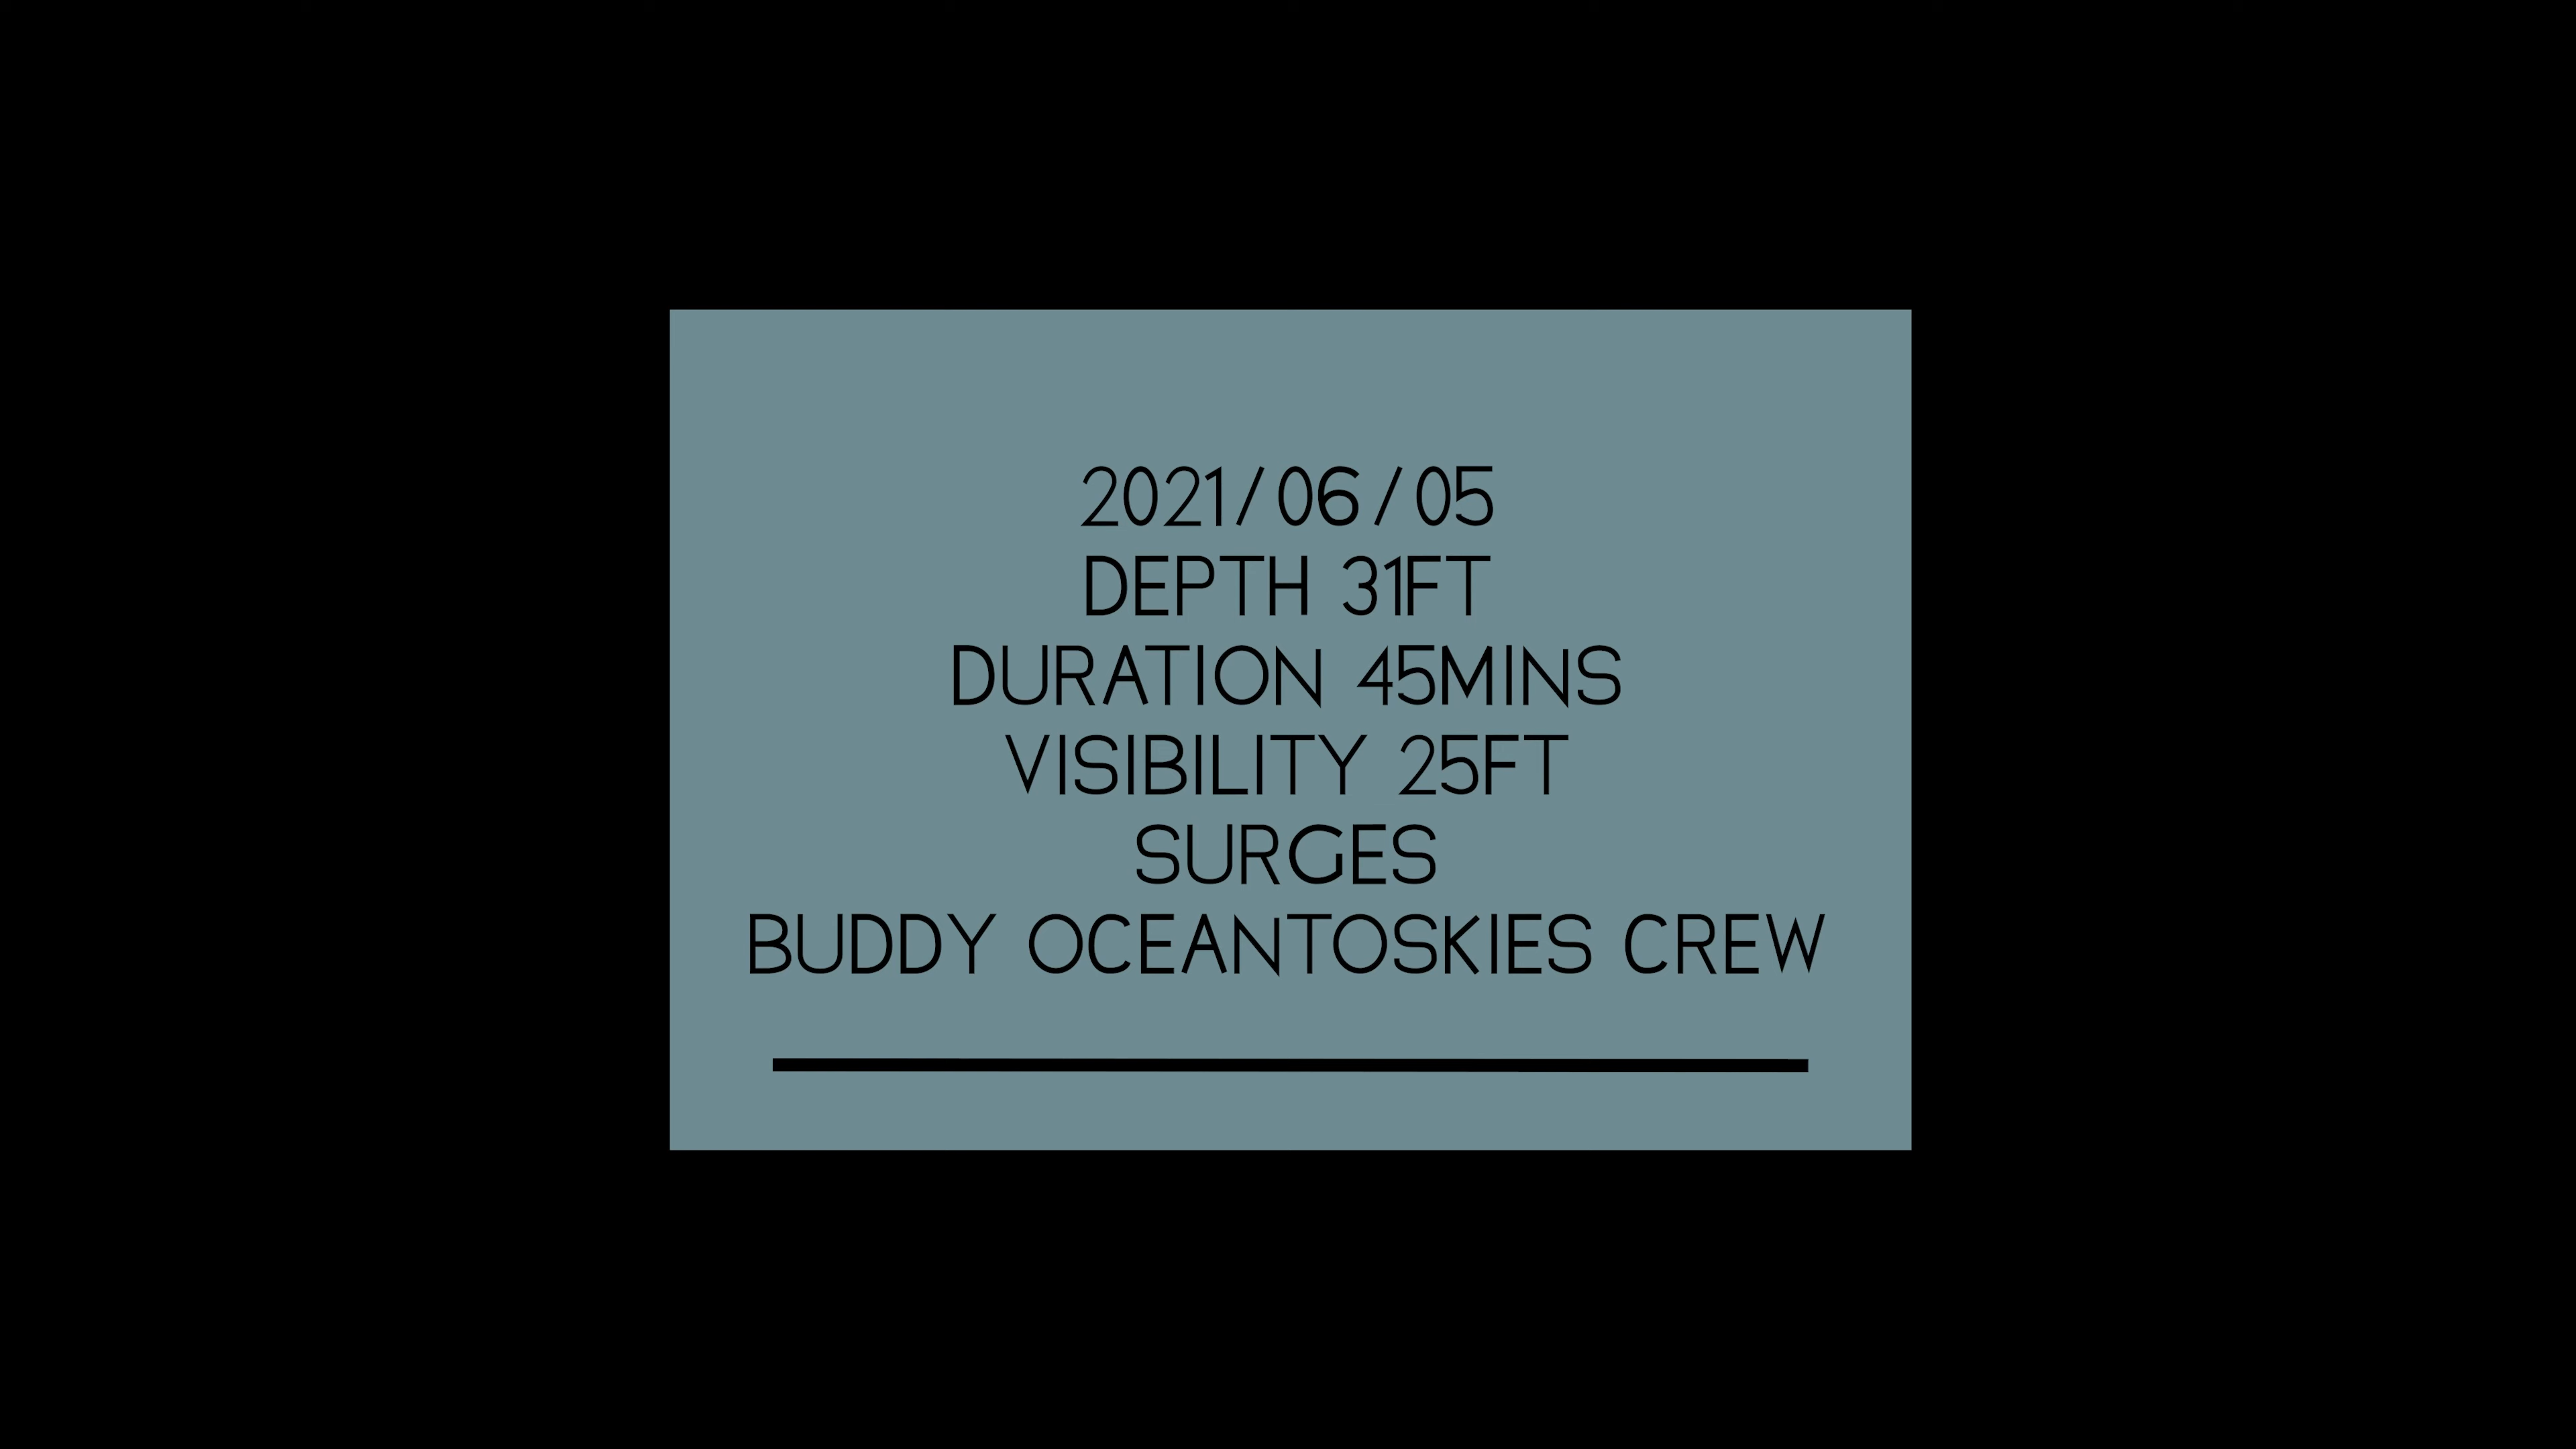 2021/06/05
DEPTH 31FT
DURATION 45MINS
VISIBILITY 25FT
SURGES
BUDDY OCEANTOSKIES CREW